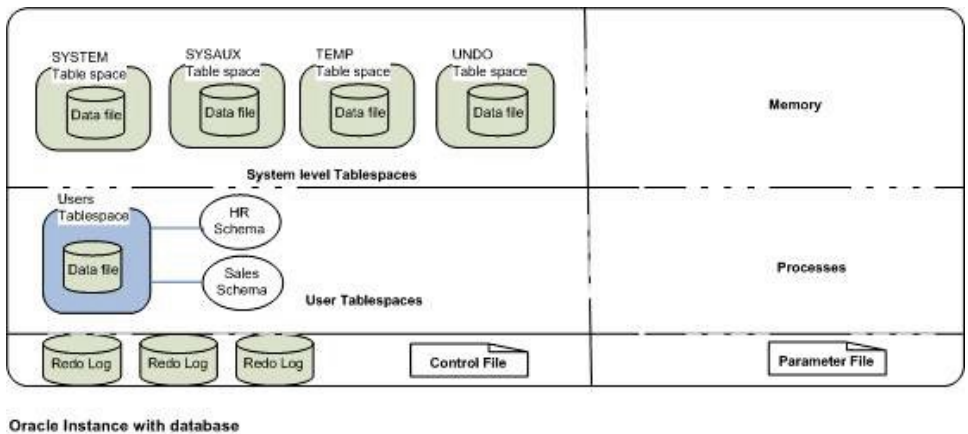 SYSTEM
Table space
Data file
SYSAUX
Table space
Data file
TEMP
Table space
Data file
UNDO
Table space
Data file
System level Tablespaces
Memory
Users
Tablespace
Data file
HR
Schema
Sales
Schema
User Tablespaces
Processes
Redo Log
Redo Log
Redo Log
Control File
Parameter File
Oracle Instance with database